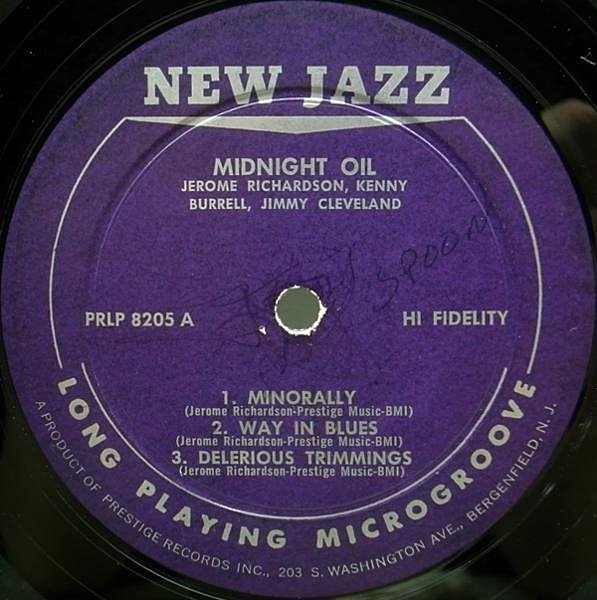 NEW JAZZ
MIDNIGHT OIL
JEROME RICHARDSON, KENNY
BURRELL, JIMMY CLEVELAND
SPOON
PRLP 8205 A
HI FIDELITY
1. MINORALLY
(Jerome Richardson-Prestige Music-BMI)
2. WAY IN BLUES
(Jerome Richardson-Prestige Music-BMI)
3. DELERIOUS TRIMMINGS
(Jerome Richardson-Prestige Music-BMI)
LONG PLAYING MICROGROOVE
A PRODUCT OF PRESTIGE RECORDS INC., 203 S. WASHINGTON AVE., BERGENFIELD, N. J.